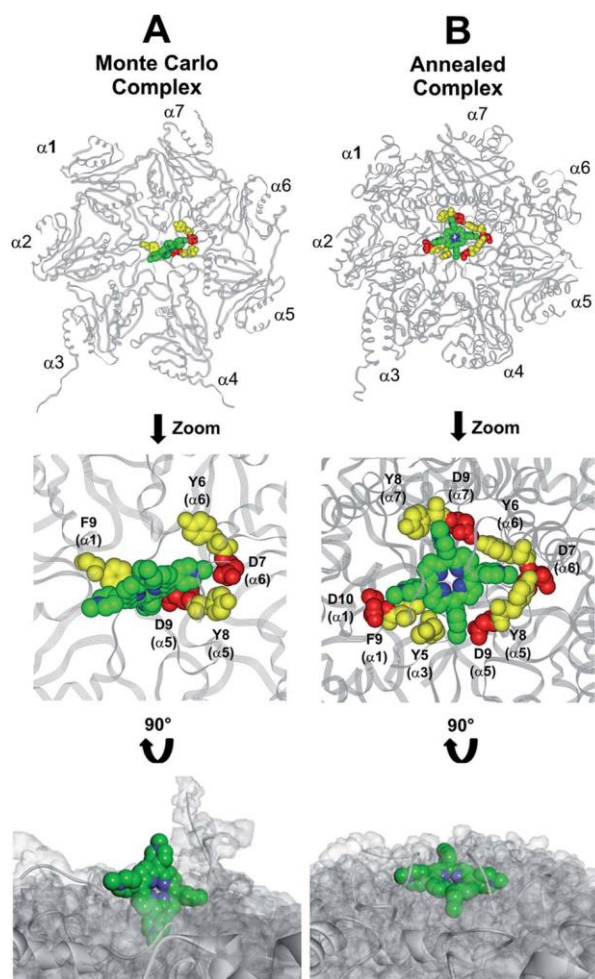 A
Monte Carlo
Complex
α7
α1
α6
α2
α5
α3
α4
Zoom
Y6
(α6)
F9
(α1)
D7
(α6)
D9
(α5)
Y8
(α5)
90°
B
Annealed
Complex
α7
α1
α6
α2
α5
α3
α4
Zoom
Y8
(α7)
D9
(α7)
Y6
(α6)
D7
(α6)
D10
(α1)
F9
(α1)
Y5
(α3)
D9
(α5)
Y8
(α5)
90°